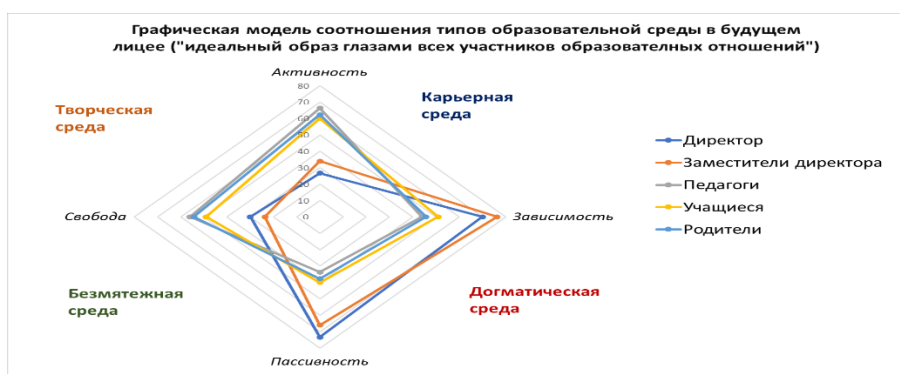 Графическая модель соотношения типов образовательной среды в будущем
лицее ("идеальный образ глазами всех участников образователных отношений")
Активность
80
70
60
50
40
30
20
10
0
Творческая
среда
Карьерная
среда
Свобода
Зависимость
Безмятежная
среда
Догматическая
среда
Пассивность
Директор
Заместители директора
Педагоги
Учащиеся
Родители